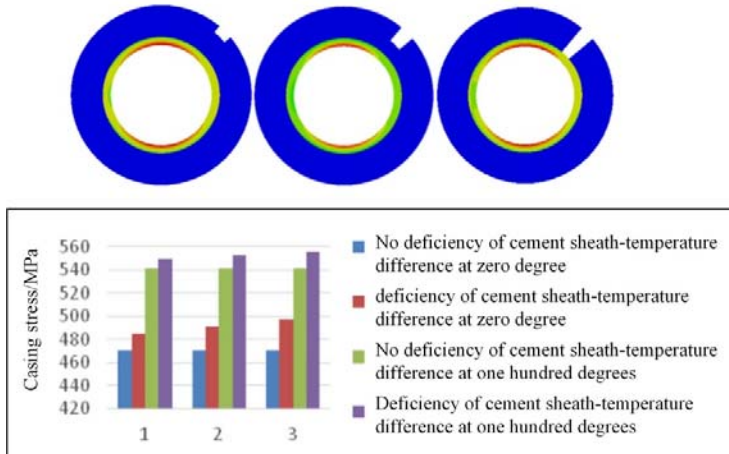 560
540
520
500
480
460
440
420
Casing stress/MPa
1 2 3
No deficiency of cement sheath-temperature
difference at zero degree
deficiency of cement sheath-temperature
difference at zero degree
No deficiency of cement sheath-temperature
difference at one hundred degrees
Deficiency of cement sheath-temperature
difference at one hundred degrees